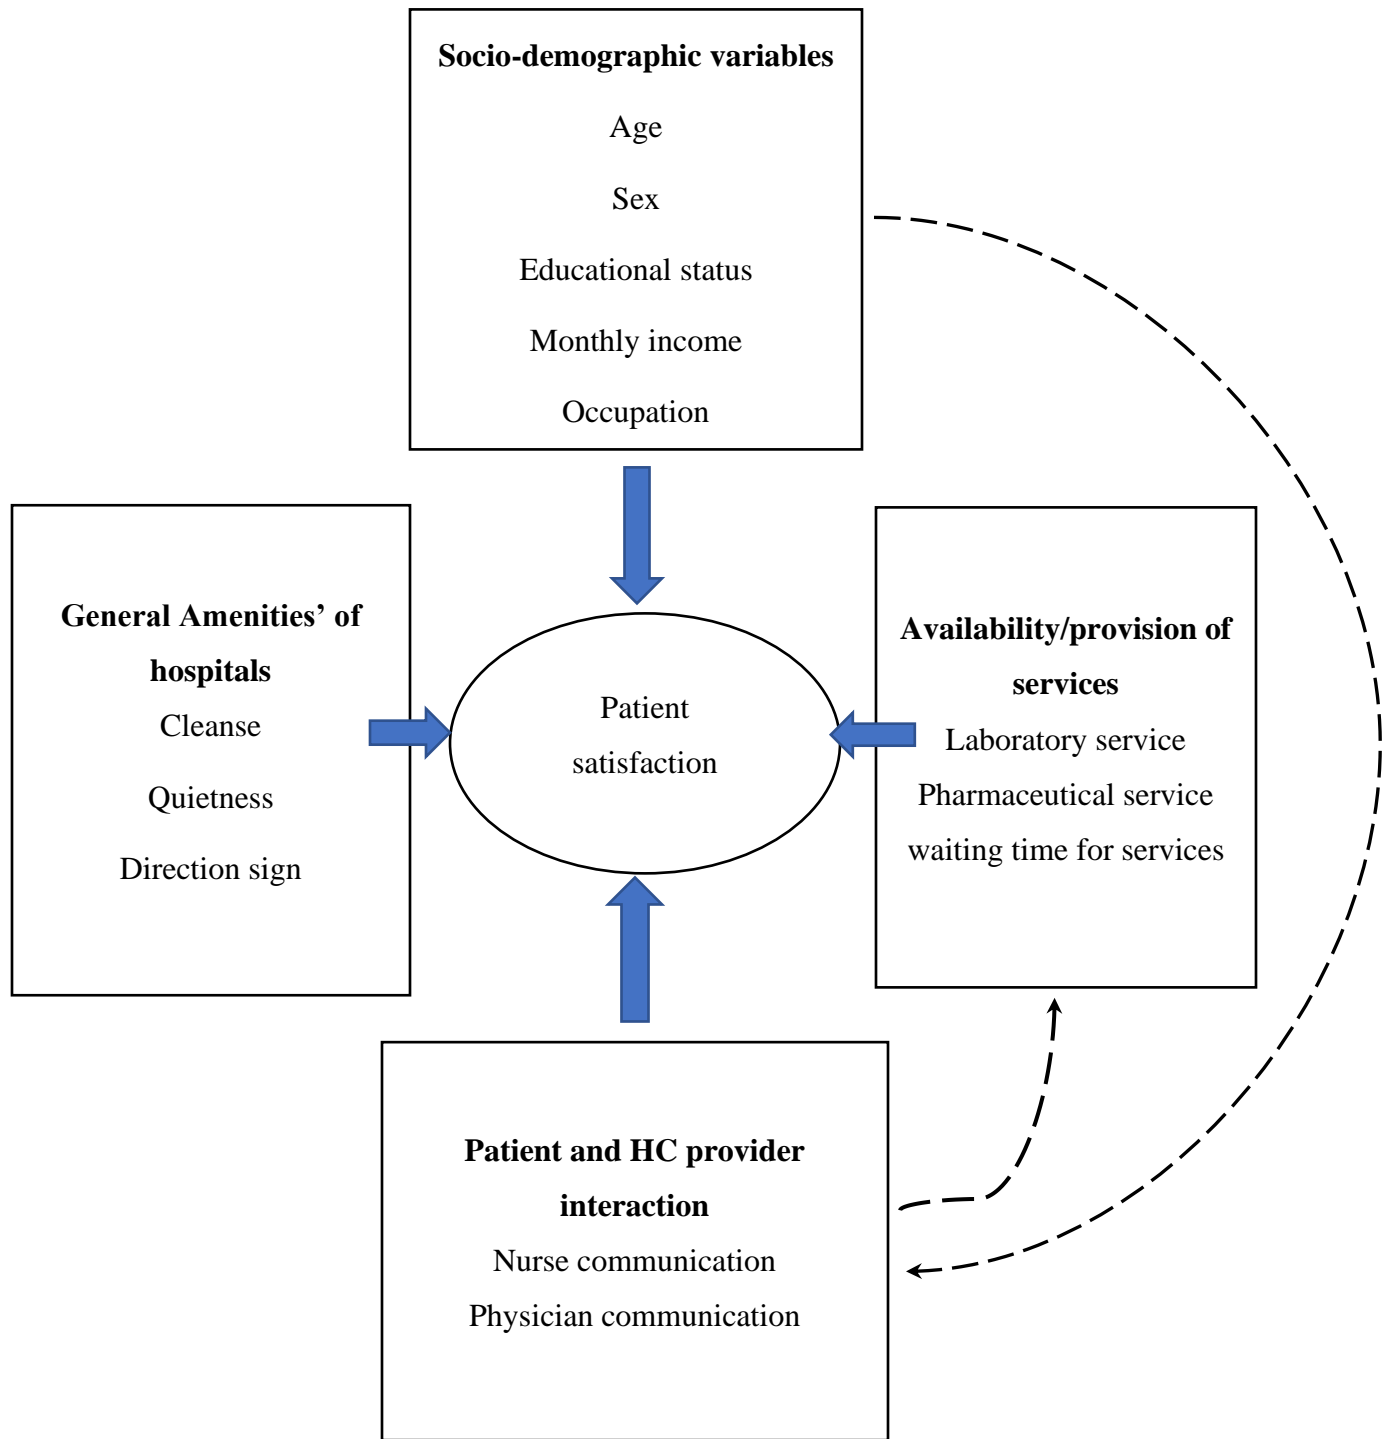 Socio-demographic variables
Age
Sex
Educational status
Monthly income
Occupation
General Amenities’ of
hospitals
Cleanse
Quietness
Direction sign
Patient
satisfaction
Availability/provision of
services
Laboratory service
Pharmaceutical service
waiting time for services
Patient and HC provider
interaction
Nurse communication
Physician communication